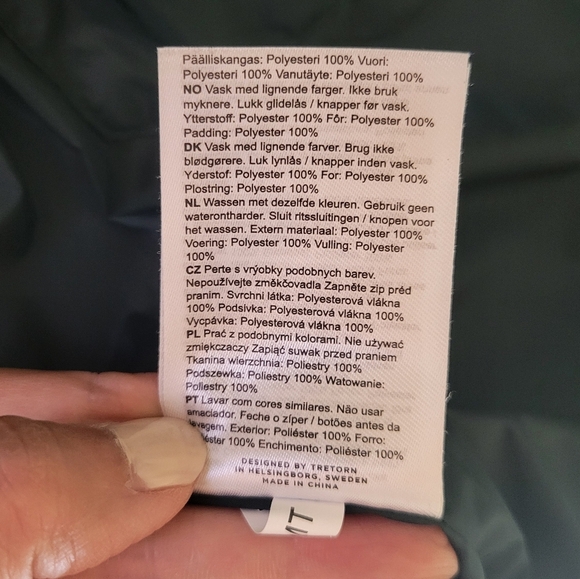 Päälliskangas: Polyesteri 100% Vuori:
Polyesteri 100% Vanutäyte: Polyesteri 100%
NO Vask med lignende farger. Ikke bruk
myknere. Lukk glidelås / knapper før vask.
Ytterstoff: Polyester 100% Fôr: Polyester 100%
Padding: Polyester 100%
DK Vask med lignende farver. Brug ikke
blødgørere. Luk lynlås / knapper inden vask.
Yderstof: Polyester 100% For: Polyester 100%
Plostring: Polyester 100%
NL Wassen met dezelfde kleuren. Gebruik geen
waterontharder. Sluit ritssluitingen / knopen voor
het wassen. Extern materiaal: Polyester 100%
Voering: Polyester 100% Vulling: Polyester
100%
CZ Perte s vrýobky podobnych barev.
Nepoužívejte změkčovadla Zapněte zip préd
praním. Svrchni látka: Polyesterová vlákna
100% Podsivka: Polyesterová vlákna 100%
Vycpávka: Polyesterová vlákna 100%
PL Prać z podobnymi kolorami. Nie używać
zmiękczaczy Zapiąć suwak przed praniem
Tkanina wierzchnia: Poliestry 100%
Podszewka: Poliestry 100% Watowanie:
Poliestry 100%
PT Lavar com cores similares. Não usar
amaciador. Feche o zíper / botões antes da
lavagem. Exterior: Poliéster 100% Forro:
100% Enchimento: Poliéster 100%
DESIGNED BY TRETORN
IN HELSINGBORG, SWEDEN
MADE IN CHINA